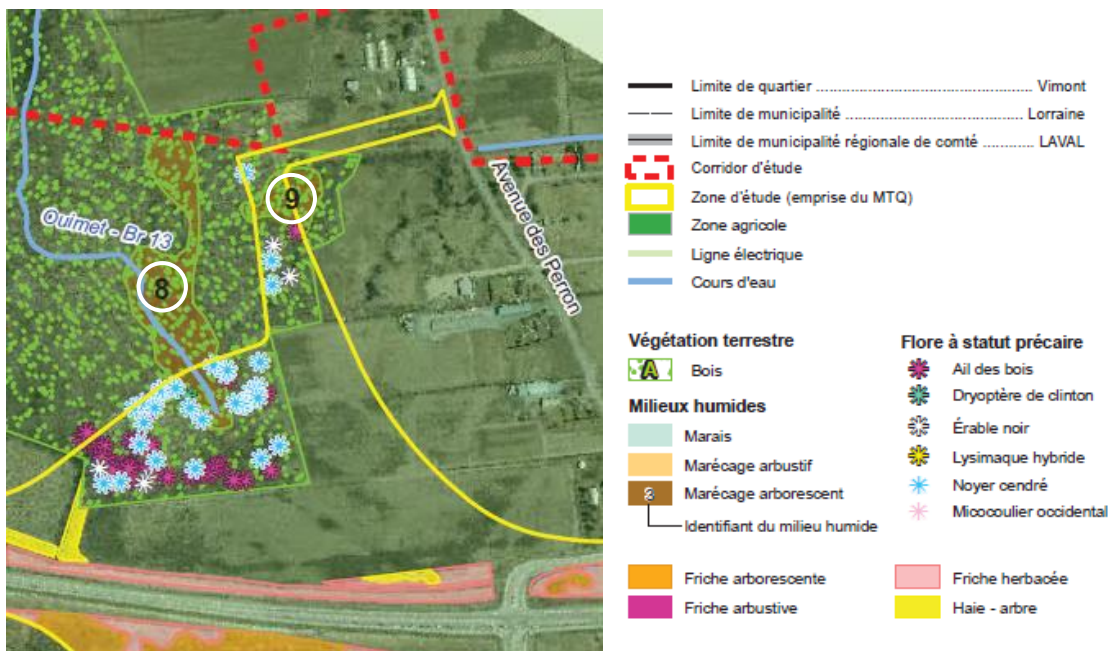 Ouimet - Br 13
8
9
Avenue des Perron
Limite de quartier ........................................................ Vimont
Limite de municipalité ............................................ Lorraine
Limite de municipalité régionale de comté ........... LAVAL
Corridor d'étude
Zone d'étude (emprise du MTQ)
Zone agricole
Ligne électrique
Cours d'eau
Végétation terrestre
A Bois
Milieux humides
Marais
Marécage arbustif
3 Marécage arborescent
Identifiant du milieu humide
Flore à statut précaire
Ail des bois
Dryoptère de clinton
Érable noir
Lysimaque hybride
Noyer cendré
Micocoulier occidental
Friche arborescente
Friche arbustive
Friche herbacée
Haie - arbre